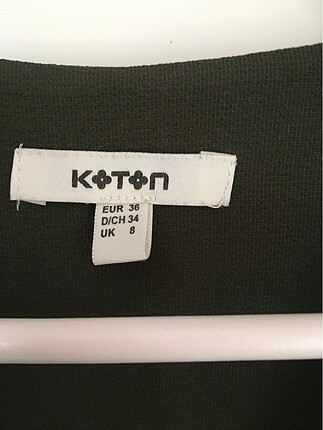 KOTON
EUR 36
D/CH 34
UK 8